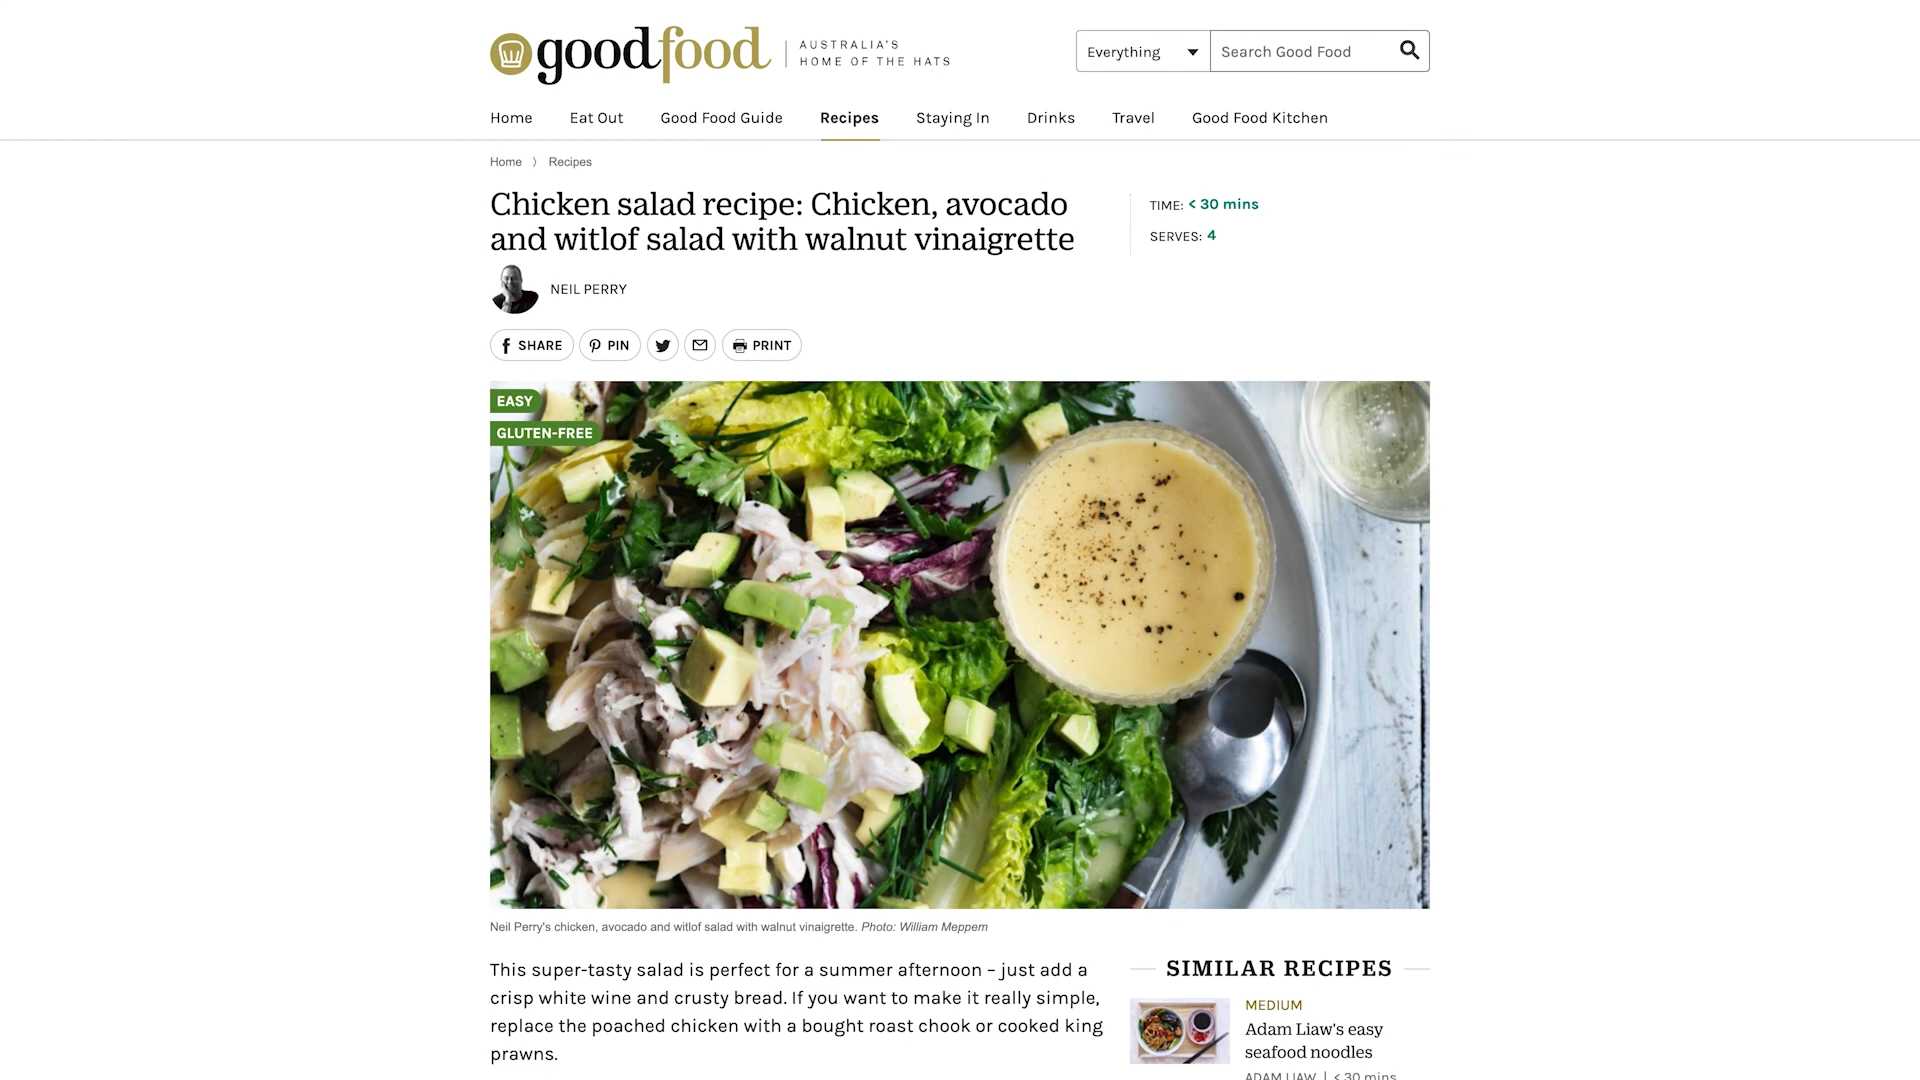 goodfood
AUSTRALIA'S
HOME OF THE HATS
Everything
Search Good Food
Home
Eat Out
Good Food Guide
Recipes
Staying In
Drinks
Travel
Good Food Kitchen
Home 〉 Recipes
Chicken salad recipe: Chicken, avocado
and witlof salad with walnut vinaigrette
TIME: < 30 mins
SERVES: 4
NEIL PERRY
SHARE
PIN
PRINT
EASY
GLUTEN-FREE
Neil Perry's chicken, avocado and witlof salad with walnut vinaigrette. Photo: William Meppem
This super-tasty salad is perfect for a summer afternoon – just add a
crisp white wine and crusty bread. If you want to make it really simple,
replace the poached chicken with a bought roast chook or cooked king
prawns.
SIMILAR RECIPES
MEDIUM
Adam Liaw's easy
seafood noodles
ADAM LIAW | < 30 mins